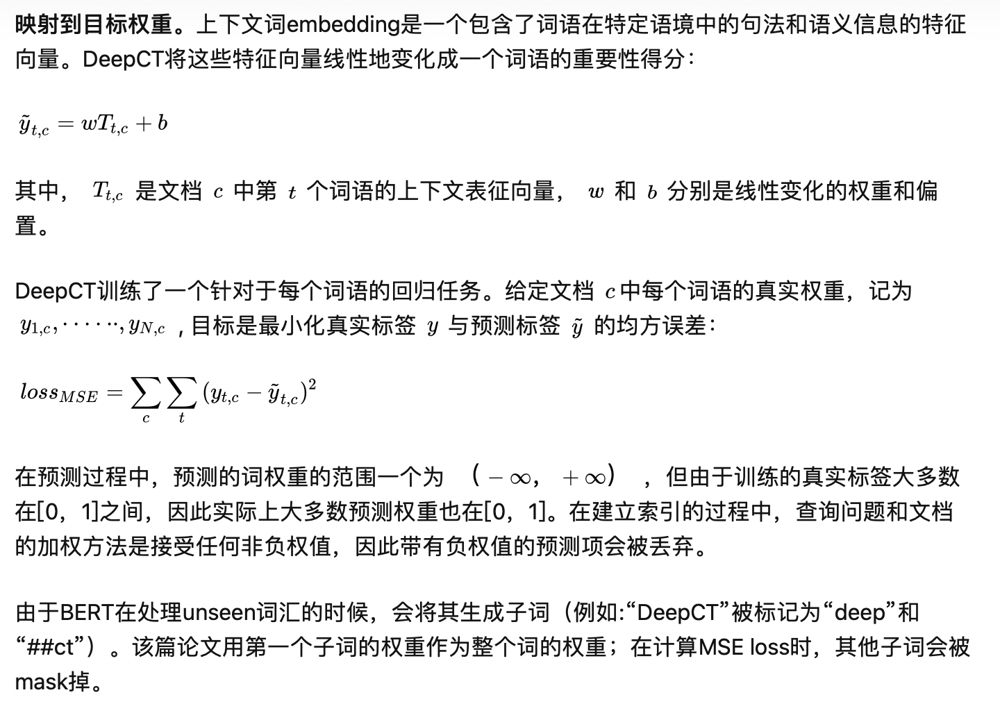 映射到目标权重。上下文词embedding是一个包含了词语在特定语境中的句法和语义信息的特征
向量。DeepCT将这些特征向量线性地变化成一个词语的重要性得分：
ỹ_{t,c} = wT_{t,c} + b
其中， T_{t,c} 是文档 c 中第 t 个词语的上下文表征向量， w 和 b 分别是线性变化的权重和偏
置。
DeepCT训练了一个针对于每个词语的回归任务。给定文档 c中每个词语的真实权重，记为
y_{1,c},······,y_{N,c} , 目标是最小化真实标签 y 与预测标签 ỹ 的均方误差：
loss_{MSE} = ∑_c ∑_t (y_{t,c} − ỹ_{t,c})^2
在预测过程中，预测的词权重的范围一个为 （−∞， +∞） ，但由于训练的真实标签大多数
在[0，1]之间，因此实际上大多数预测权重也在[0，1]。在建立索引的过程中，查询问题和文档
的加权方法是接受任何非负权值，因此带有负权值的预测项会被丢弃。
由于BERT在处理unseen词汇的时候，会将其生成子词（例如:“DeepCT”被标记为“deep”和
“##ct”）。该篇论文用第一个子词的权重作为整个词的权重；在计算MSE loss时，其他子词会被
mask掉。